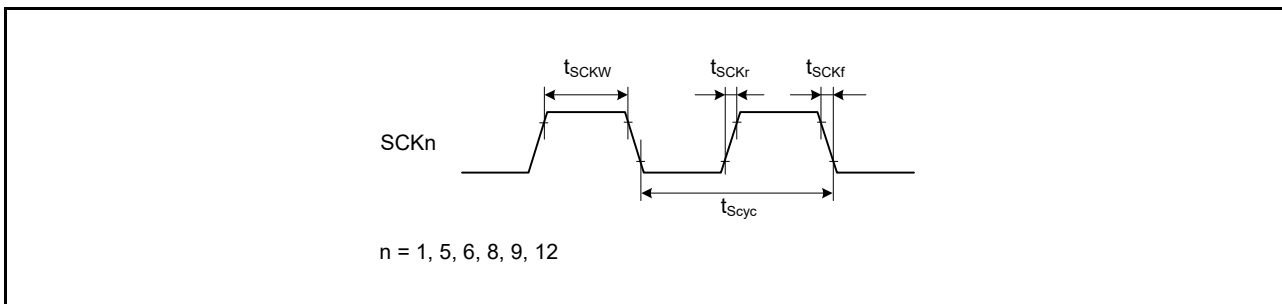 tSCKW
tSCKr
tSCKf
SCKn
tScyc
n = 1, 5, 6, 8, 9, 12